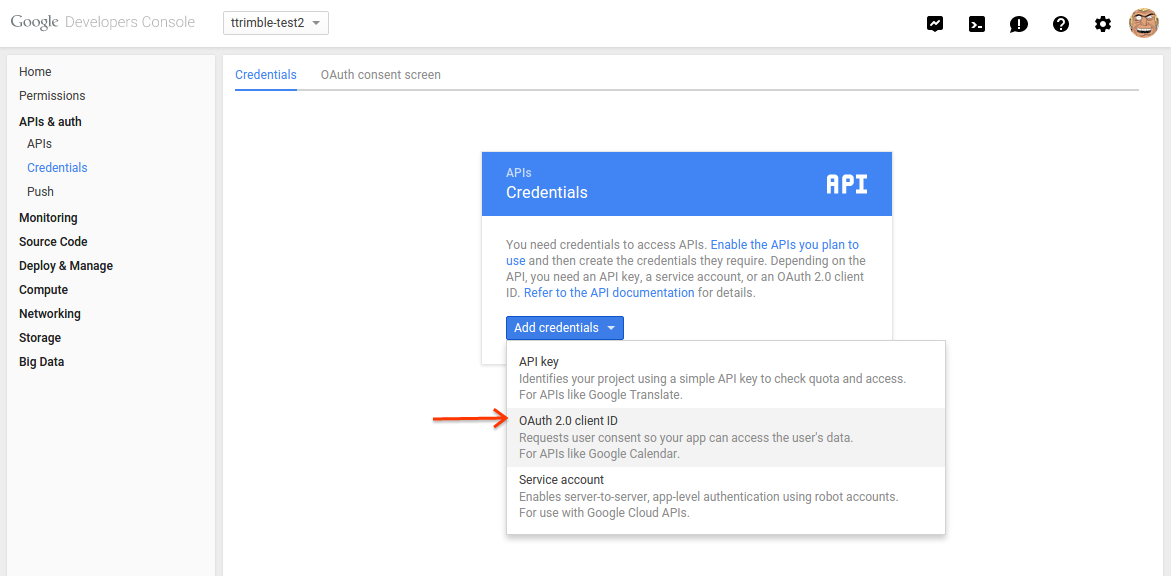 Google Developers Console
ttrimble-test2
Home
Permissions
APIs & auth
APIs
Credentials
Push
Monitoring
Source Code
Deploy & Manage
Compute
Networking
Storage
Big Data
Credentials OAuth consent screen
APIs
Credentials
API
You need credentials to access APIs. Enable the APIs you plan to
use and then create the credentials they require. Depending on the
API, you need an API key, a service account, or an OAuth 2.0 client
ID. Refer to the API documentation for details.
Add credentials
API key
Identifies your project using a simple API key to check quota and access.
For APIs like Google Translate.
OAuth 2.0 client ID
Requests user consent so your app can access the user's data.
For APIs like Google Calendar.
Service account
Enables server-to-server, app-level authentication using robot accounts.
For use with Google Cloud APIs.